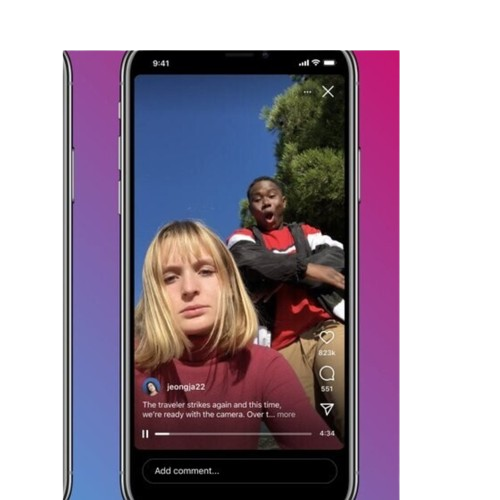 9:41
823k
551
jeongja22
The traveler strikes again and this time,
we're ready with the camera. Over t... more
4:34
Add comment...